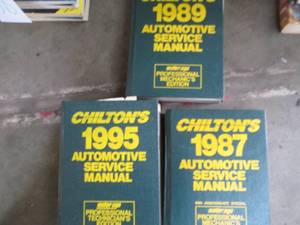 CHILTON'S
1989
AUTOMOTIVE
SERVICE
MANUAL
PROFESSIONAL
MECHANIC'S
EDITION
CHILTON'S
1995
AUTOMOTIVE
SERVICE
MANUAL
PROFESSIONAL
TECHNICIAN'S
EDITION
CHILTON'S
1987
AUTOMOTIVE
SERVICE
MANUAL
PROFESSIONAL
MECHANIC'S
EDITION